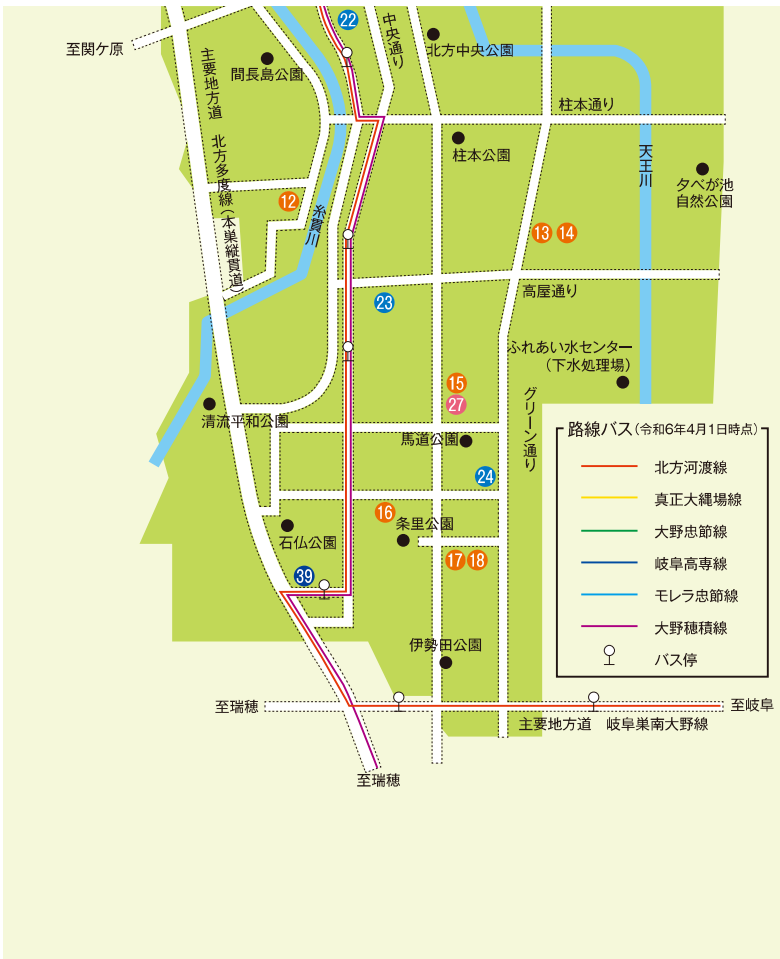 22
中央通り
北方中央公園
至関ケ原
主要地方道 北方多度線(本巣縦貫道)
間長島公園
柱本通り
柱本公園
天王川
夕べが池
自然公園
12
糸貫川
13
14
高屋通り
23
ふれあい水センター
(下水処理場)
15
27
グリーン通り
清流平和公園
馬道公園
24
16
条里公園
石仏公園
17
18
39
伊勢田公園
至瑞穂
至岐阜
主要地方道 岐阜巣南大野線
至瑞穂
路線バス(令和6年4月1日時点)
北方河渡線
真正大縄場線
大野忠節線
岐阜高専線
モレラ忠節線
大野穂積線
バス停